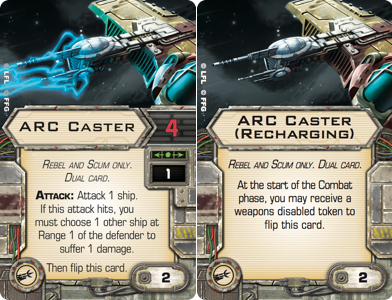 © LFL © FFG
ARC Caster
4
Rebel and Scum only.
Dual card.
1
Attack: Attack 1 ship.
If this attack hits, you
must choose 1 other ship at
Range 1 of the defender to
suffer 1 damage.
Then flip this card.
2
© LFL © FFG
ARC Caster
(Recharging)
Rebel and Scum only. Dual card.
At the start of the Combat
phase, you may receive a
weapons disabled token to
flip this card.
2